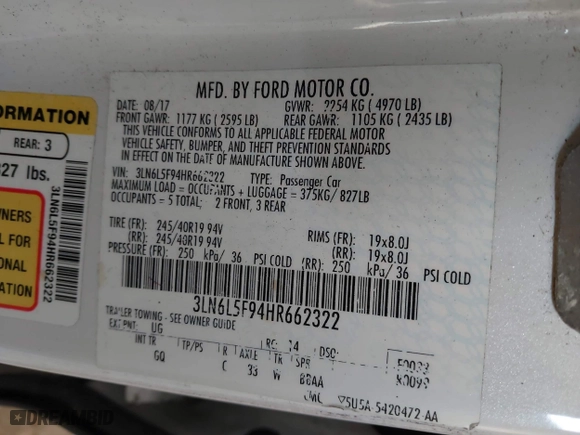 MFD. BY FORD MOTOR CO.
DATE: 08/17 GVWR: 2254 KG ( 4970 LB)
FRONT GAWR: 1177 KG ( 2595 LB) REAR GAWR: 1105 KG ( 2435 LB)
THIS VEHICLE CONFORMS TO ALL APPLICABLE FEDERAL MOTOR
VEHICLE SAFETY, BUMPER, AND THEFT PREVENTION STANDARDS
IN EFFECT ON THE DATE OF MANUFACTURE SHOWN ABOVE.
VIN: 3LN6L5F94HR662322 TYPE: Passenger Car
MAXIMUM LOAD = OCCUPANTS + LUGGAGE = 375KG/ 827LB
OCCUPANTS = 5 TOTAL: 2 FRONT, 3 REAR
TIRE (FR): 245/40R19 94V RIMS (FR): 19x8.0J
(RR): 245/40R19 94V (RR): 19x8.0J
PRESSURE (FR): 250 kPa/ 36 PSI COLD (RR): 250 kPa/ 36 PSI COLD
3LN6L5F94HR662322
TRAILER TOWING - SEE OWNER GUIDE
EXT PNT: UG RC: 14 DSO:
INT TR TP/PS R AXLE TR SPR
GQ C 33 W BBAA
5U5A-5420472-AA
ORMATION
REAR: 3
827 lbs.
WNERS
L FOR
IONAL
MATION
3LN6L5F94HR662322
AUTOHELPERBOT